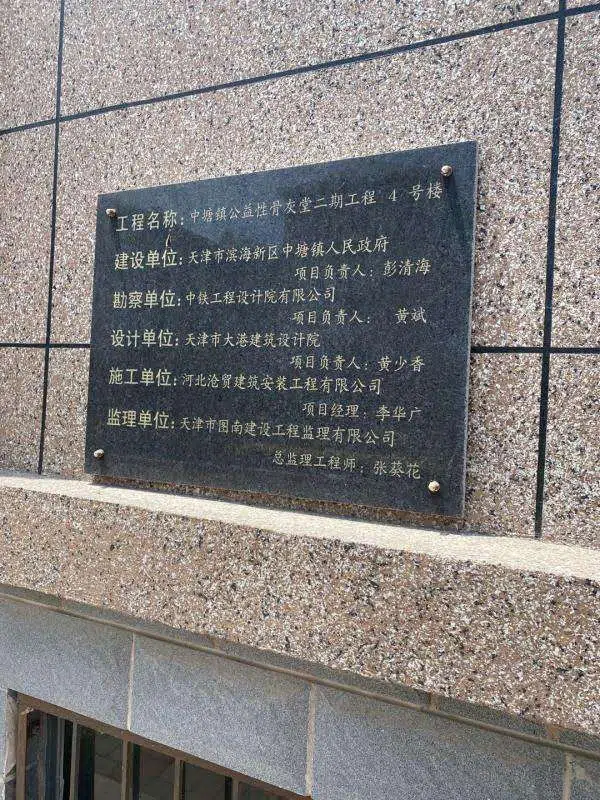 工程名称: 中塘镇公益性骨灰堂二期工程 4 号楼
建设单位: 天津市滨海新区中塘镇人民政府
项目负责人: 彭清海
勘察单位: 中铁工程设计院有限公司
项目负责人: 黄斌
设计单位: 天津市大港建筑设计院
项目负责人: 黄少香
施工单位: 河北沧贸建筑安装工程有限公司
项目经理: 李华广
监理单位: 天津市图南建设工程监理有限公司
总监理工程师: 张葵花